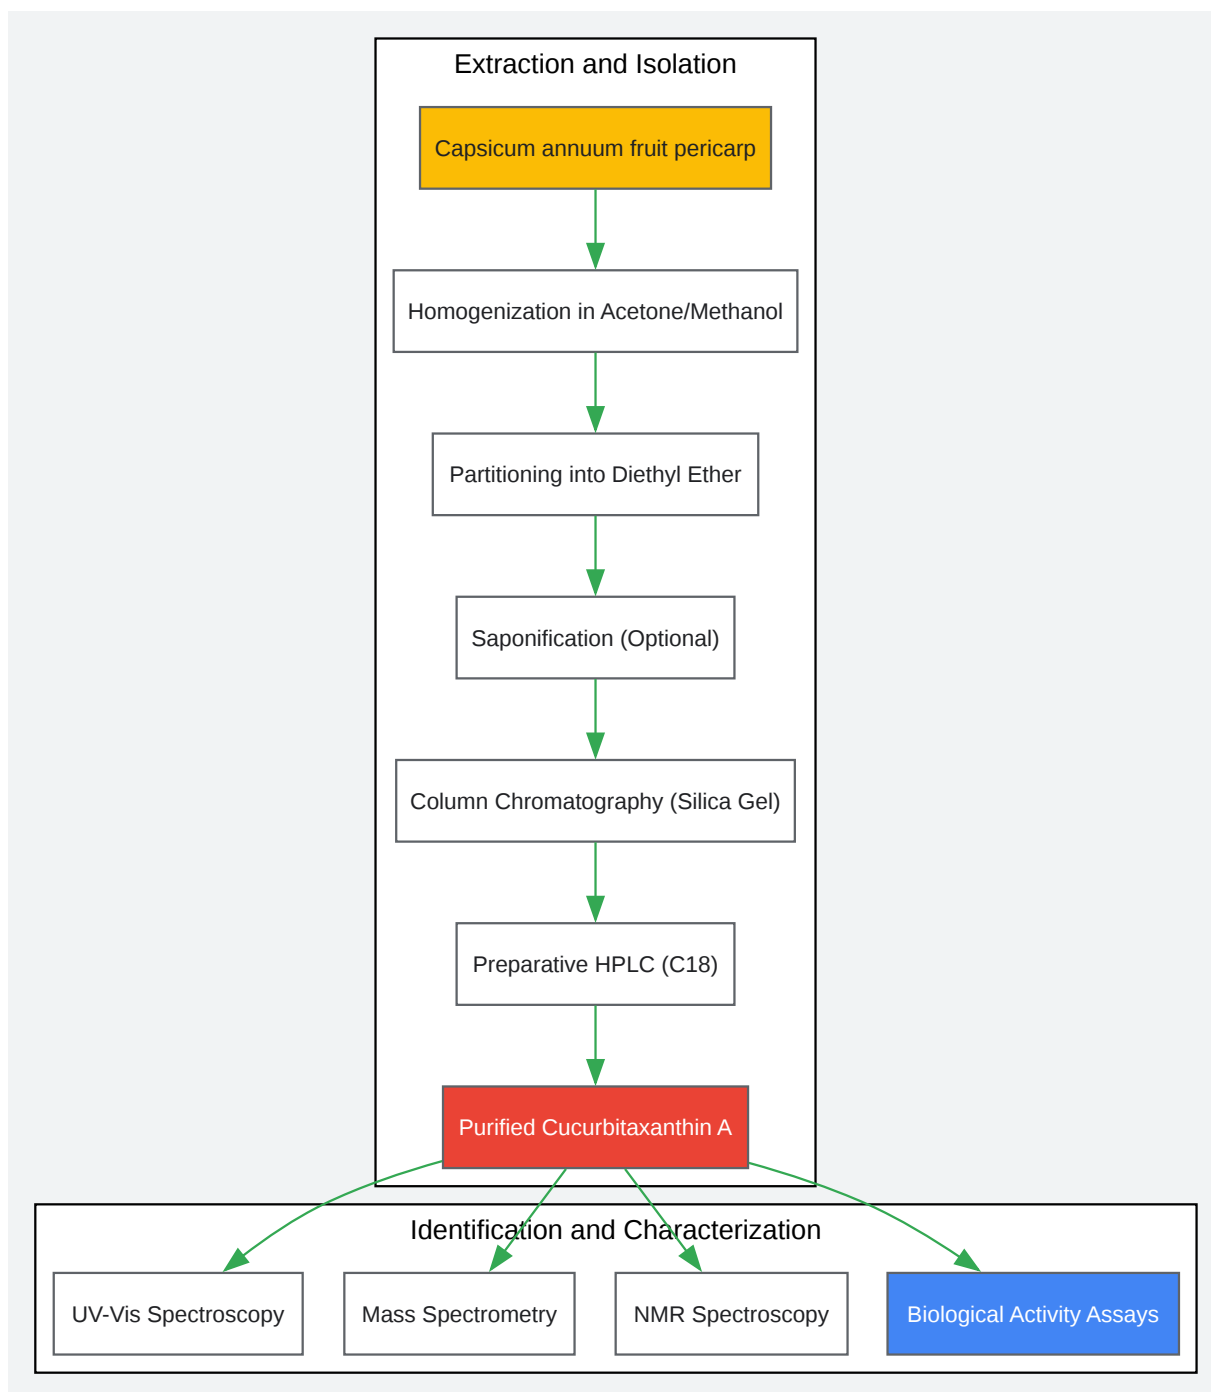 Extraction and Isolation
Capsicum annuum fruit pericarp
Homogenization in Acetone/Methanol
Partitioning into Diethyl Ether
Saponification (Optional)
Column Chromatography (Silica Gel)
Preparative HPLC (C18)
Purified Cucurbitaxanthin A
Identification and Characterization
UV-Vis Spectroscopy
Mass Spectrometry
NMR Spectroscopy
Biological Activity Assays